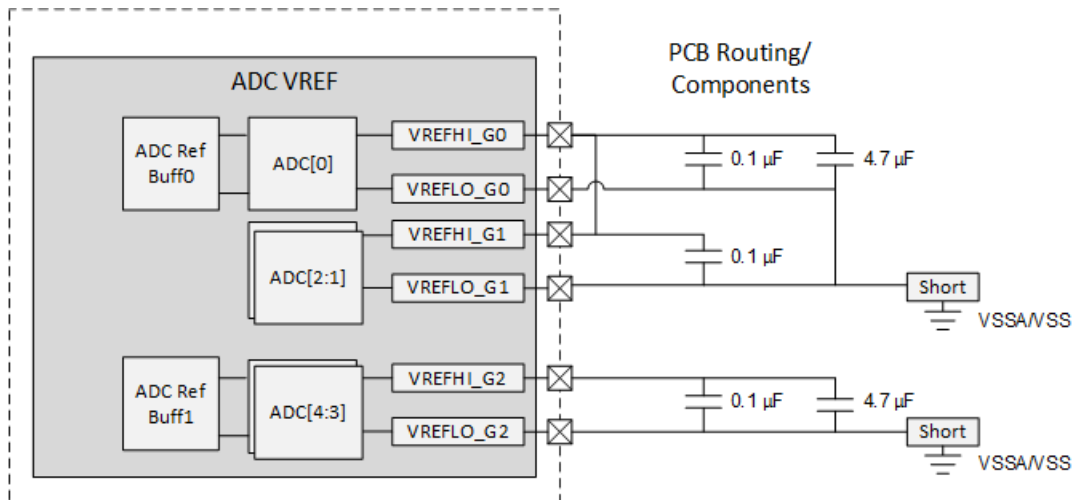 PCB Routing/
Components
ADC VREF
ADC Ref
Buff0
ADC[0]
VREFHI_G0
VREFLO_G0
0.1 µF
4.7 µF
ADC[2:1]
VREFHI_G1
VREFLO_G1
0.1 µF
Short
VSSA/VSS
ADC Ref
Buff1
ADC[4:3]
VREFHI_G2
VREFLO_G2
0.1 µF
4.7 µF
Short
VSSA/VSS